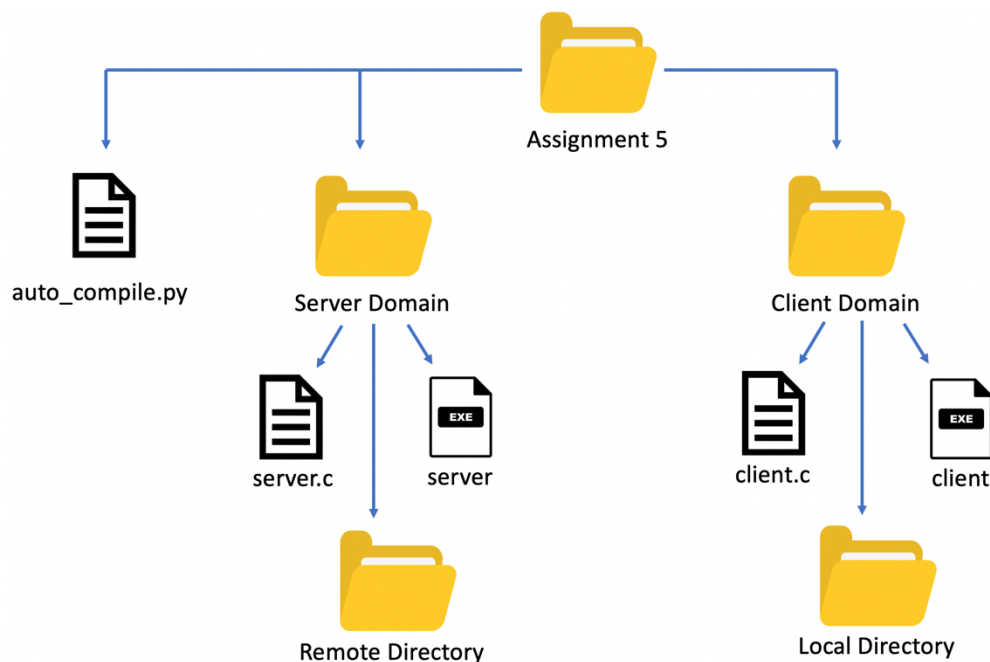 Assignment 5
auto_compile.py
Server Domain
Client Domain
EXE
EXE
server.c
server
client.c
client
Remote Directory
Local Directory